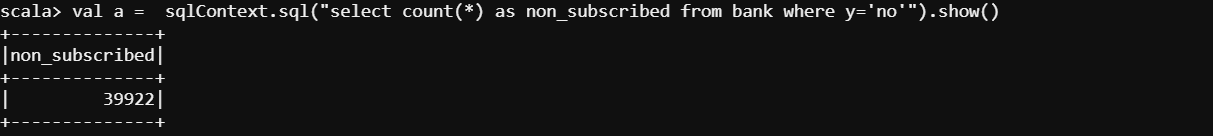 scala> val a =  sqlContext.sql("select count(*) as non_subscribed from bank where y='no'").show()
+--------------+
|non_subscribed|
+--------------+
|         39922|
+--------------+